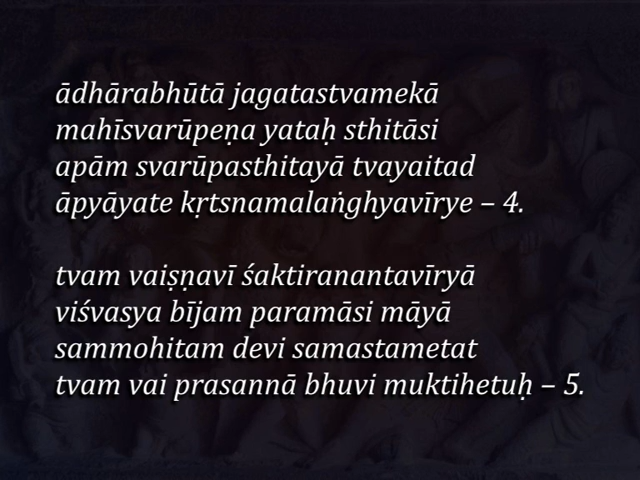 ādhārabhūtā jagatastvamekā
mahīsvarūpeṇa yataḥ sthitāsi
apām svarūpasthitayā tvayaitad
āpyāyate kṛtsnamalaṅghyavīrye – 4.
tvam vaiṣṇavī śaktiranantavīryā
viśvasya bījam paramāsi māyā
sammohitam devi samastametat
tvam vai prasannā bhuvi muktihetuḥ – 5.